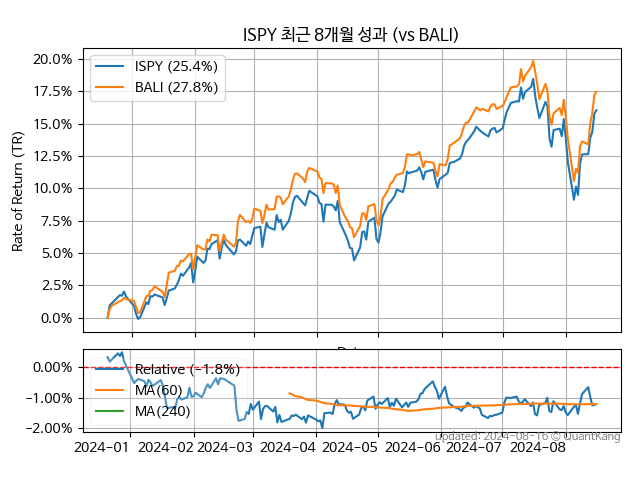 ISPY 최근 8개월 성과 (vs BALI)
Rate of Return (TR)
20.0%
17.5%
15.0%
12.5%
10.0%
7.5%
5.0%
2.5%
0.0%
ISPY (25.4%)
BALI (27.8%)
0.00%
−1.00%
−2.00%
Relative (−1.8%)
MA(60)
MA(240)
2024-01 2024-02 2024-03 2024-04 2024-05 2024-06 2024-07 2024-08
updated: 2024-08-16 © QuantKang